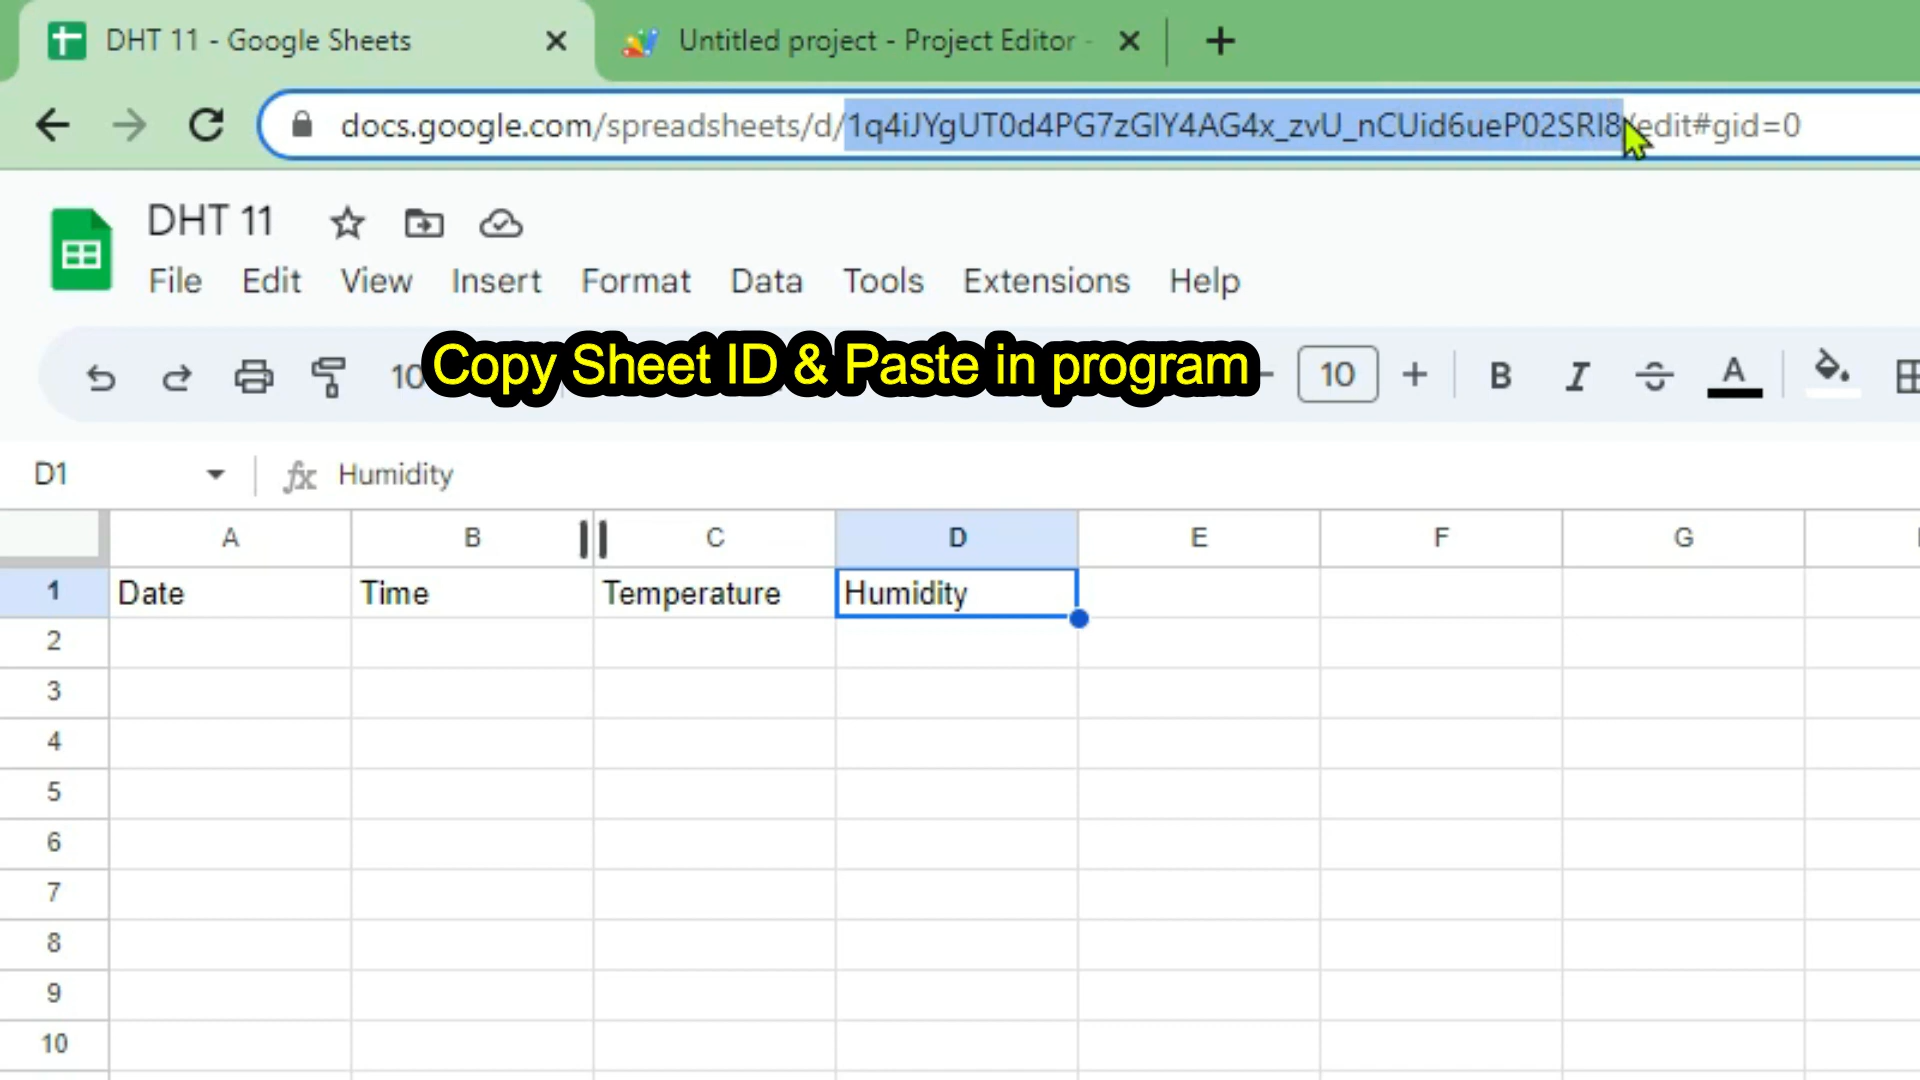 DHT 11 - Google Sheets
Untitled project - Project Editor -
docs.google.com/spreadsheets/d/1q4iJYgUT0d4PG7zGlY4AG4x_zvU_nCUid6ueP02SRI8/edit#gid=0
DHT 11
File Edit View Insert Format Data Tools Extensions Help
10
Copy Sheet ID & Paste in program
- 10 + B I S A
D1 fx Humidity
A B C D E F G
1 Date Time Temperature Humidity
2
3
4
5
6
7
8
9
10